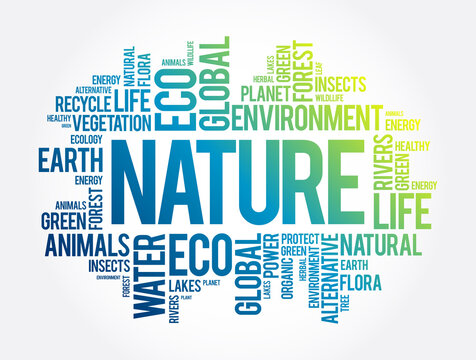 NATURAL
FLORA
ANIMALS
WILDLIFE
ECO
GLOBAL
LAKES
HERBAL
GREEN
FOREST
LEAF
ENERGY
ALTERNATIVE
RECYCLE
LIFE
PLANET
INSECTS
WILDLIFE
HEALTHY
GREEN
VEGETATION
ENVIRONMENT
ANIMALS
ENERGY
ECOLOGY
EARTH
ENERGY
NATURE
RIVERS
HEALTHY
GREEN
ENERGY
ANIMALS
GREEN
FOREST
LIFE
ANIMALS
INSECTS
ENVIRONMENT
FOREST
WATER
ECO
LAKES
PLANET
RIVERS
PLANT
GLOBAL
LAKES
POWER
ORGANIC
PROTECT
GREEN
HERBAL
ENVIRONMENT
ALTERNATIVE
NATURAL
EARTH
FLORA
TREE